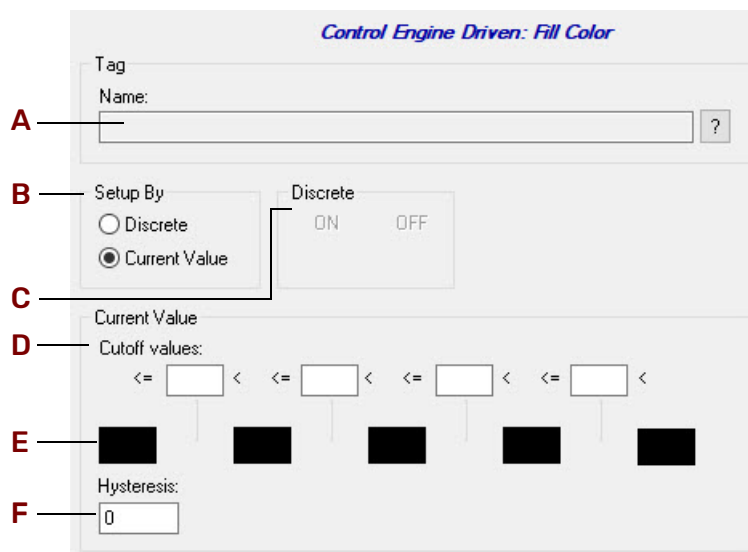 Control Engine Driven: Fill Color
Tag
Name:
A
?
B
Setup By
Discrete
Discrete
ON OFF
Current Value
C
Current Value
D
Cutoff values:
<= < <= < <= < <= <
E
Hysteresis:
F
0